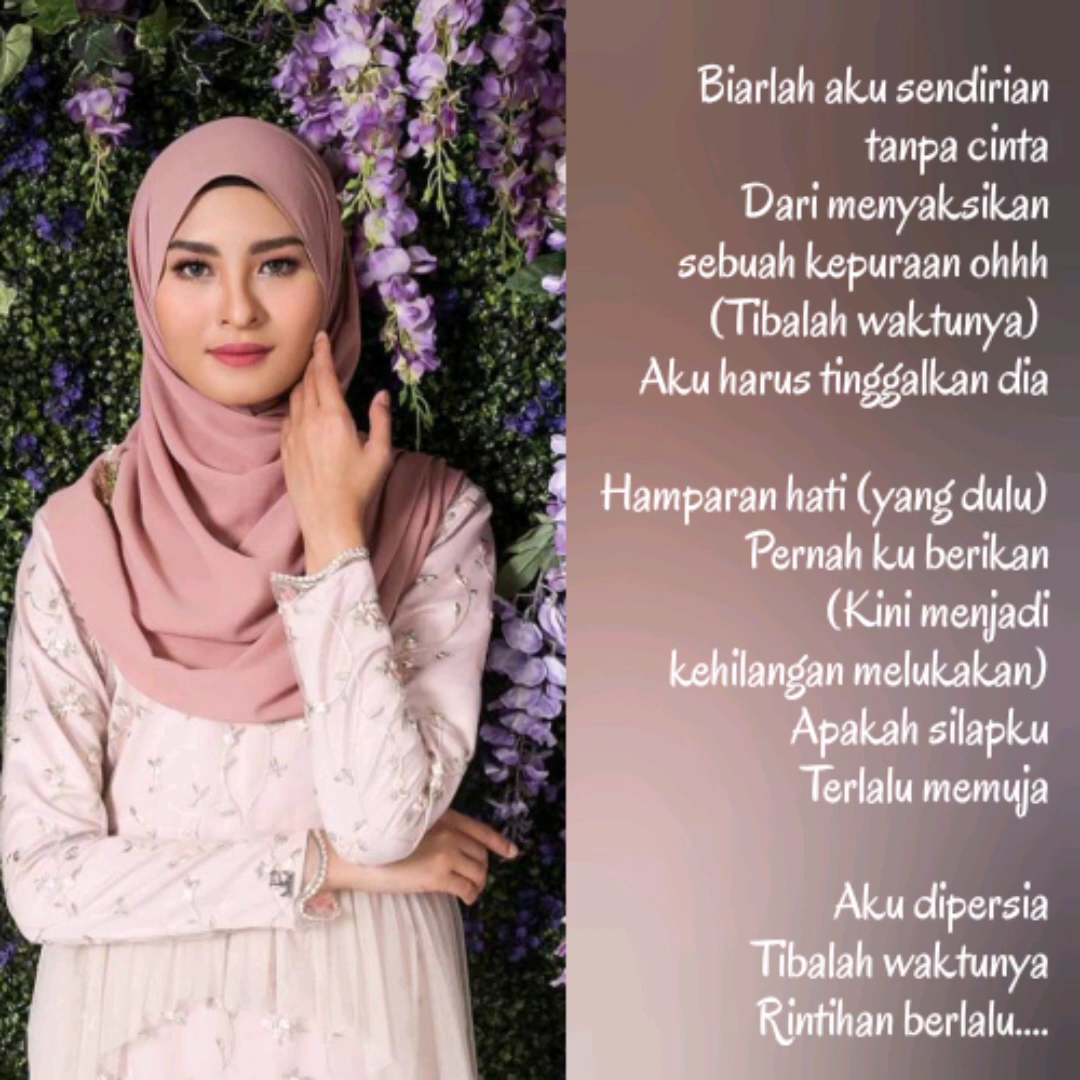 Biarlah aku sendirian
tanpa cinta
Dari menyaksikan
sebuah kepuraan ohhh
(Tibalah waktunya)
Aku harus tinggalkan dia
Hamparan hati (yang dulu)
Pernah ku berikan
(Kini menjadi
kehilangan melukakan)
Apakah silapku
Terlalu memuja
Aku dipersia
Tibalah waktunya
Rintihan berlalu....